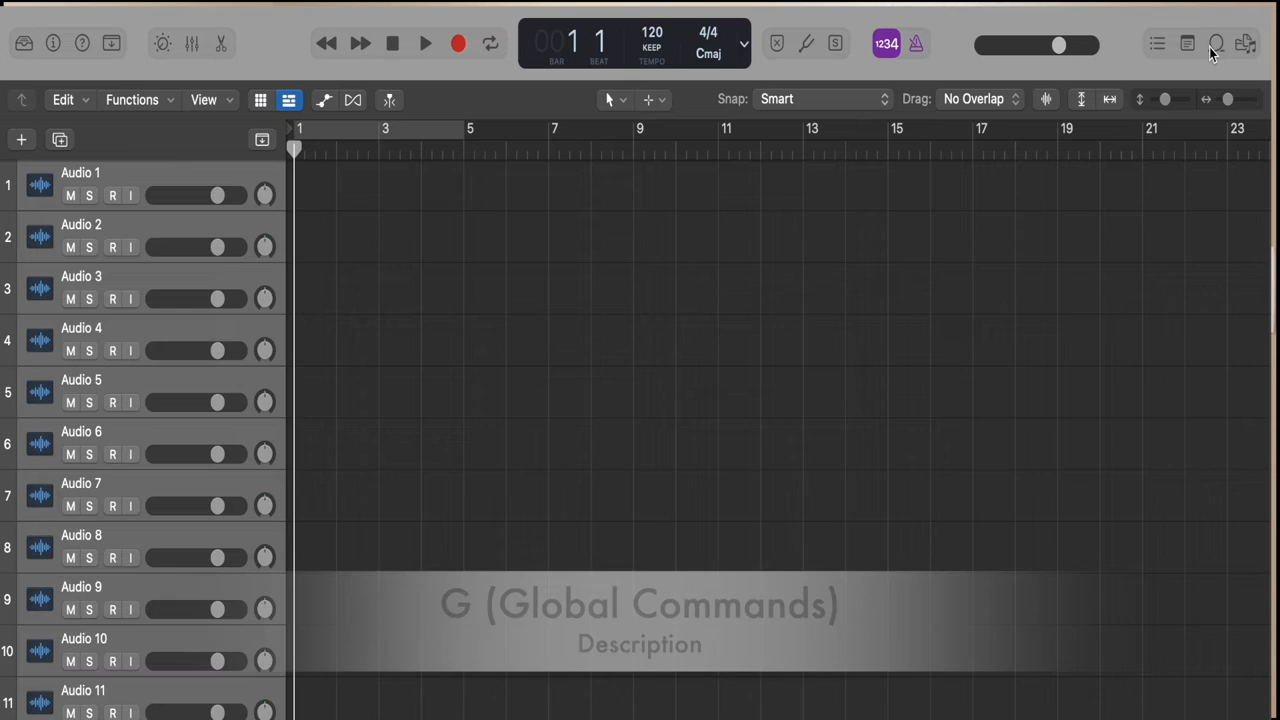 001 1
BAR BEAT
120
KEEP
TEMPO
4/4
Cmaj
S
1234
Edit Functions View Snap: Smart Drag: No Overlap
1 3 5 7 9 11 13 15 17 19 21 23
1 Audio 1
M S R I
2 Audio 2
M S R I
3 Audio 3
M S R I
4 Audio 4
M S R I
5 Audio 5
M S R I
6 Audio 6
M S R I
7 Audio 7
M S R I
8 Audio 8
M S R I
9 Audio 9
M S R I
10 Audio 10
M S R I
11 Audio 11
M S R I
G (Global Commands)
Description